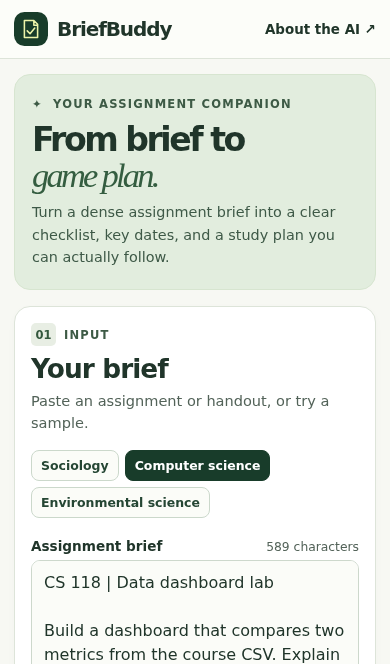 BriefBuddy
About the AI ↗
✦ YOUR ASSIGNMENT COMPANION
From brief to
game plan.
Turn a dense assignment brief into a clear
checklist, key dates, and a study plan you
can actually follow.
01 INPUT
Your brief
Paste an assignment or handout, or try a
sample.
Sociology
Computer science
Environmental science
Assignment brief
589 characters
CS 118 | Data dashboard lab
Build a dashboard that compares two
metrics from the course CSV. Explain